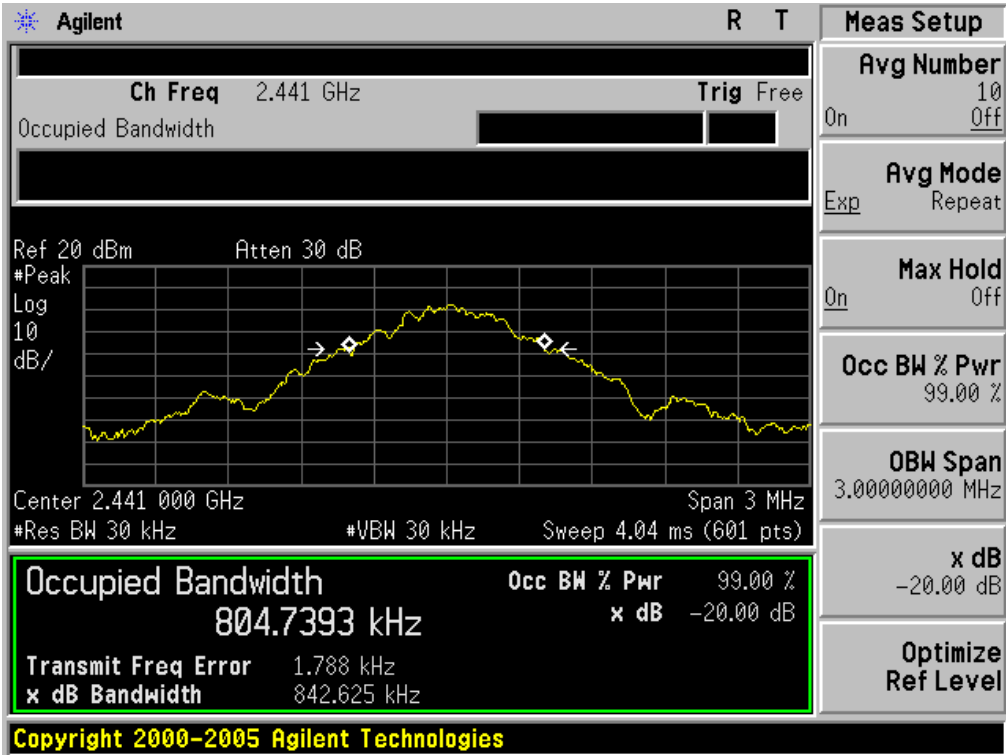 Agilent R T
Ch Freq 2.441 GHz Trig Free
Occupied Bandwidth
Ref 20 dBm Atten 30 dB
#Peak
Log
10
dB/
Center 2.441 000 GHz Span 3 MHz
#Res BW 30 kHz #VBW 30 kHz Sweep 4.04 ms (601 pts)
Occupied Bandwidth
804.7393 kHz
Occ BW % Pwr 99.00 %
x dB -20.00 dB
Transmit Freq Error 1.788 kHz
x dB Bandwidth 842.625 kHz
Copyright 2000-2005 Agilent Technologies
Meas Setup
Avg Number
10
On Off
Avg Mode
Exp Repeat
Max Hold
On Off
Occ BW % Pwr
99.00 %
OBW Span
3.00000000 MHz
x dB
-20.00 dB
Optimize
Ref Level